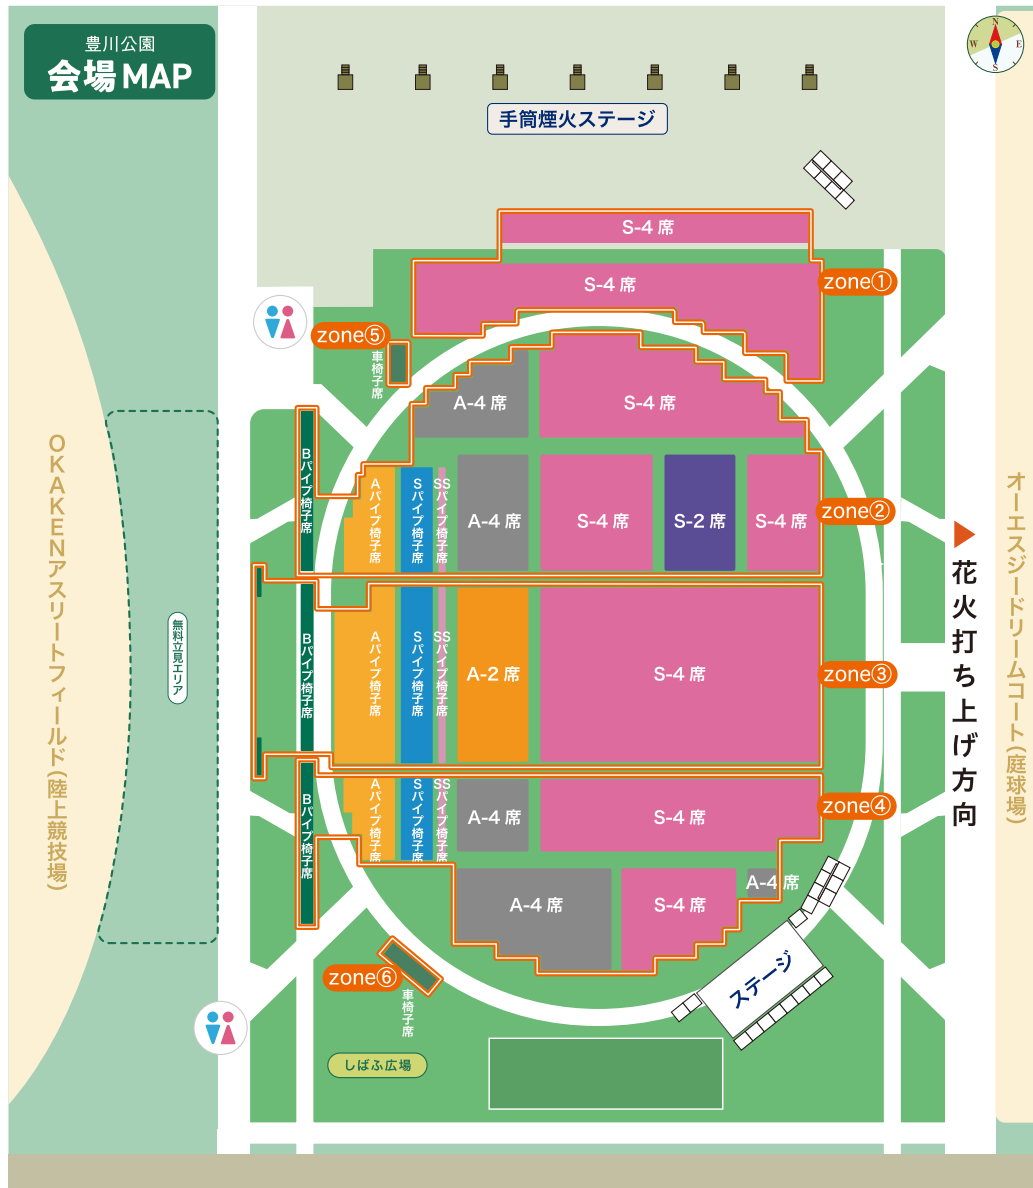 豊川公園
会場MAP
N
W
E
S
手筒煙火ステージ
S-4席
S-4席
zone①
zone⑤
車椅子席
A-4席
S-4席
Bパイプ椅子席
Aパイプ椅子席
Sパイプ椅子席
SSパイプ椅子席
A-4席
S-4席
S-2席
S-4席
zone②
OKAKENアスリートフィールド(陸上競技場)
無料立見エリア
Bパイプ椅子席
Aパイプ椅子席
Sパイプ椅子席
SSパイプ椅子席
A-2席
S-4席
zone③
花火打ち上げ方向
オーエスジードリームコート(庭球場)
Bパイプ椅子席
Aパイプ椅子席
Sパイプ椅子席
SSパイプ椅子席
A-4席
S-4席
zone④
A-4席
S-4席
A-4席
zone⑥
車椅子席
ステージ
しばふ広場